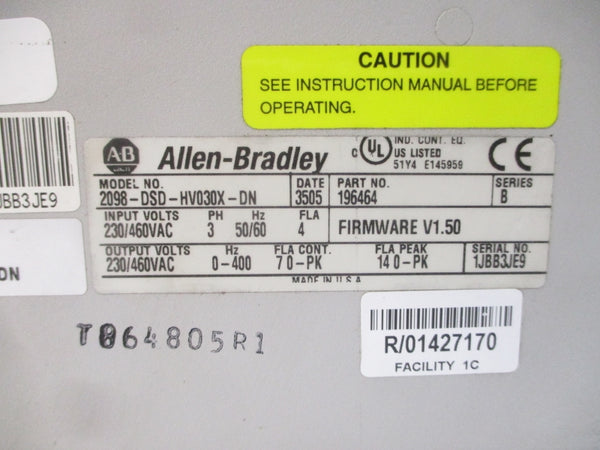 CAUTION
SEE INSTRUCTION MANUAL BEFORE
OPERATING.
JBB3JE9
DN
AB
Allen-Bradley
c UL US LISTED
IND. CONT. EQ.
51Y4 E145959
CE
MODEL NO. DATE PART NO. SERIES
2098-DSD-HV030X-DN 3505 196464 B
INPUT VOLTS PH Hz FLA
230/460VAC 3 50/60 4 FIRMWARE V1.50
OUTPUT VOLTS Hz FLA CONT. FLA PEAK SERIAL NO.
230/460VAC 0-400 7 0-PK 14 0-PK 1JBB3JE9
MADE IN U.S.A
T064805R1
R/01427170
FACILITY 1C